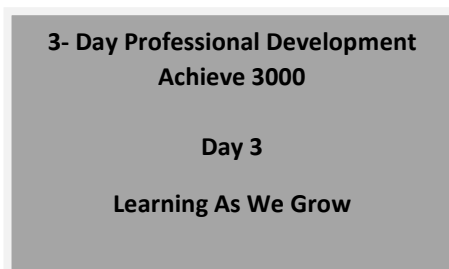 3- Day Professional Development
Achieve 3000
Day 3
Learning As We Grow